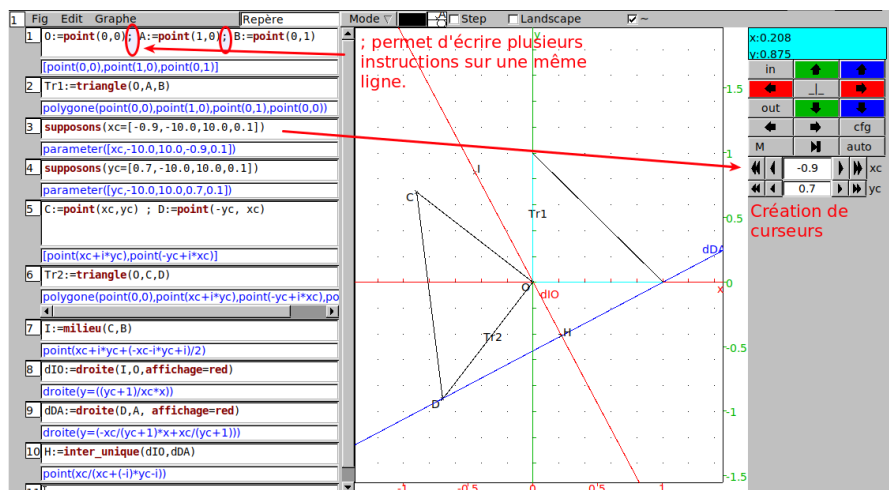 1 Fig Edit Graphe Repère Mode Step Landscape ~
1 O:=point(0,0); A:=point(1,0); B:=point(0,1)
[point(0,0),point(1,0),point(0,1)]
2 Tr1:=triangle(O,A,B)
polygone(point(0,0),point(1,0),point(0,1),point(0,0))
3 supposons(xc=[-0.9,-10.0,10.0,0.1])
parameter([xc,-10.0,10.0,-0.9,0.1])
4 supposons(yc=[0.7,-10.0,10.0,0.1])
parameter([yc,-10.0,10.0,0.7,0.1])
5 C:=point(xc,yc) ; D:=point(-yc, xc)
[point(xc+i*yc),point(-yc+i*xc)]
6 Tr2:=triangle(O,C,D)
polygone(point(0,0),point(xc+i*yc),point(-yc+i*xc),po
7 I:=milieu(C,B)
point(xc+i*yc+(-xc-i*yc+i)/2)
8 dIO:=droite(I,O,affichage=red)
droite(y=((yc+1)/xc*x))
9 dDA:=droite(D,A, affichage=red)
droite(y=(-xc/(yc+1)*x+xc/(yc+1)))
10 H:=inter_unique(dIO,dDA)
point(xc/(xc+(-i)*yc-i))
; permet d'écrire plusieurs
instructions sur une même
ligne.
y
1.5
1
I
C
Tr1
0.5
dDA
O
dIO
x
0
H
Tr2
-0.5
D
-1
-1.5
-1 -0.5 0 0.5 1
x:0.208
y:0.875
in
_|_
out
cfg
M auto
-0.9 xc
0.7 yc
Création de
curseurs